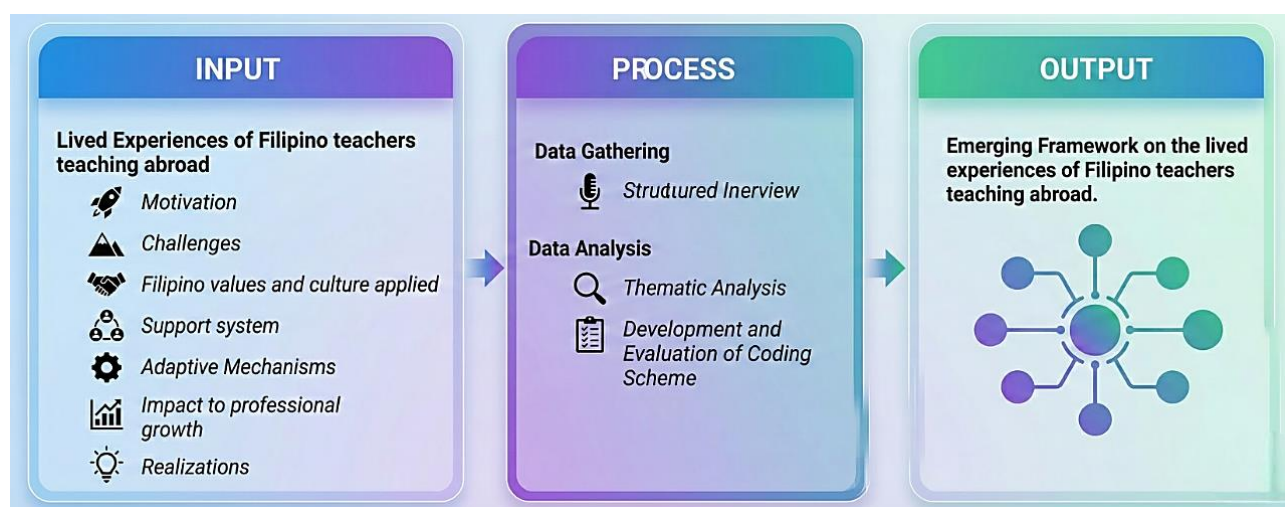 INPUT
Lived Experiences of Filipino teachers
teaching abroad
Motivation
Challenges
Filipino values and culture applied
Support system
Adaptive Mechanisms
Impact to professional
growth
Realizations
PROCESS
Data Gathering
Structured Inerview
Data Analysis
Thematic Analysis
Development and
Evaluation of Coding
Scheme
OUTPUT
Emerging Framework on the lived
experiences of Filipino teachers
teaching abroad.